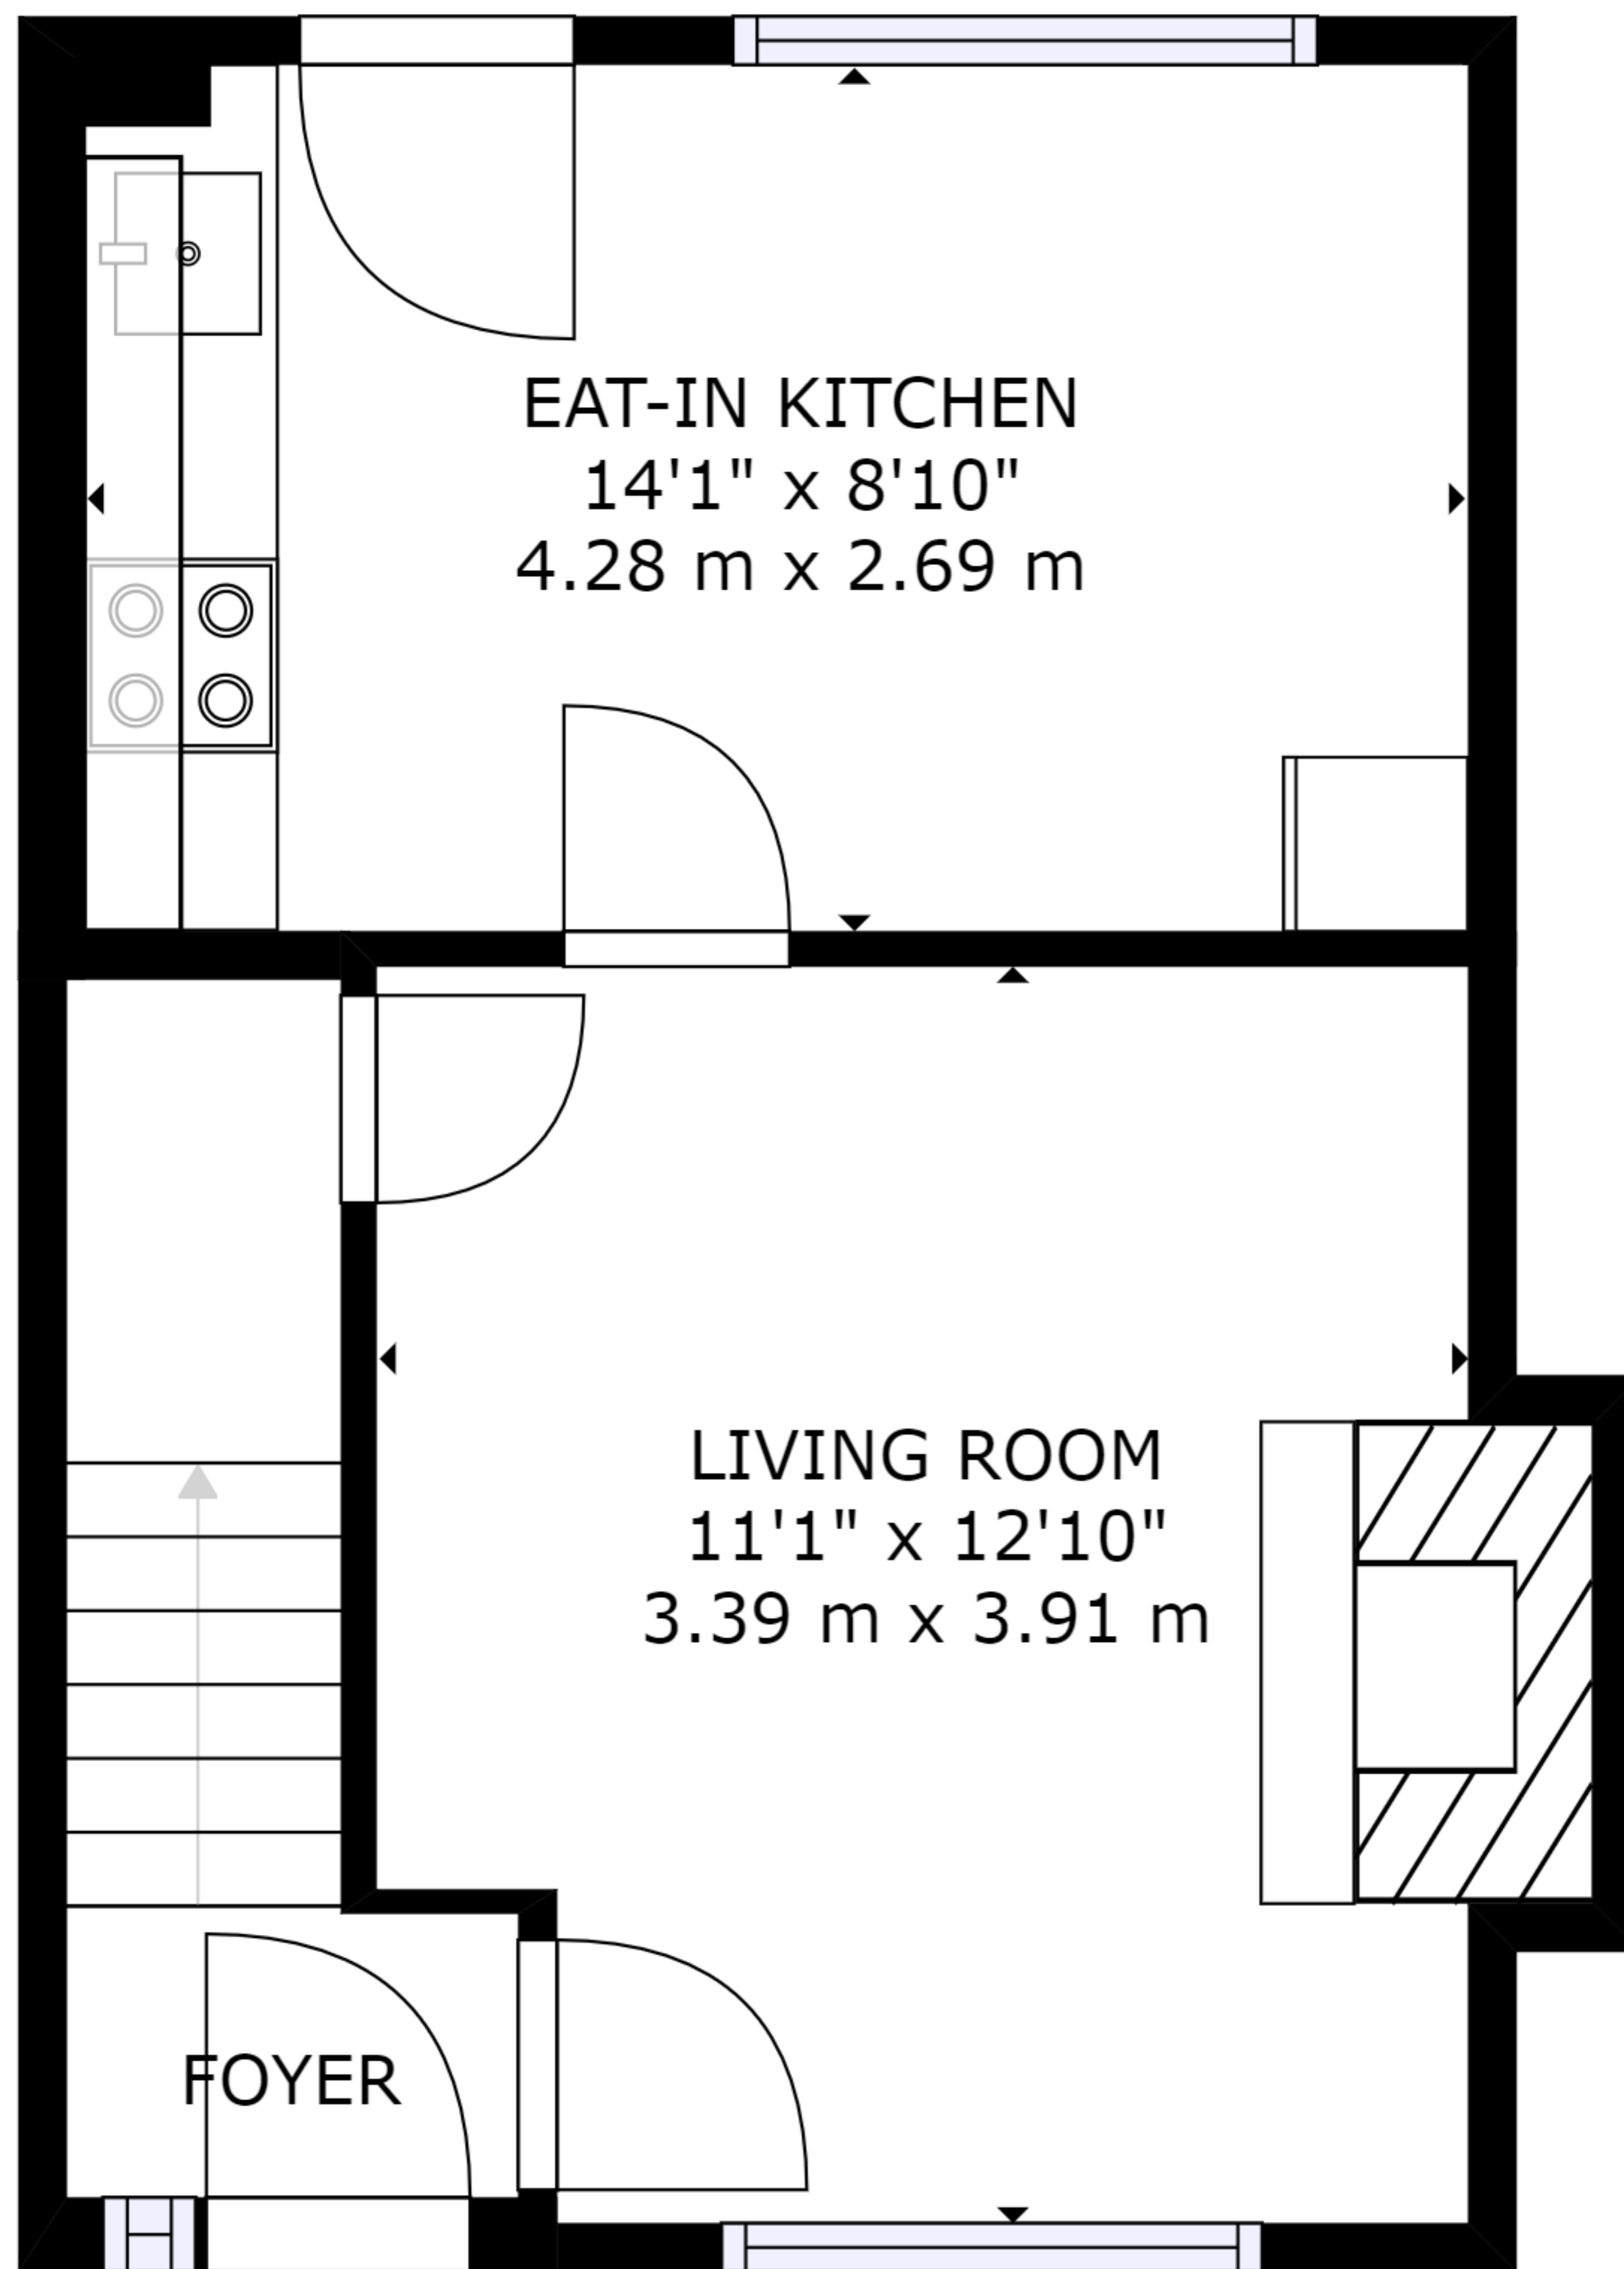 EAT-IN KITCHEN
14'1" x 8'10"
4.28 m x 2.69 m
LIVING ROOM
11'1" x 12'10"
3.39 m x 3.91 m
FOYER